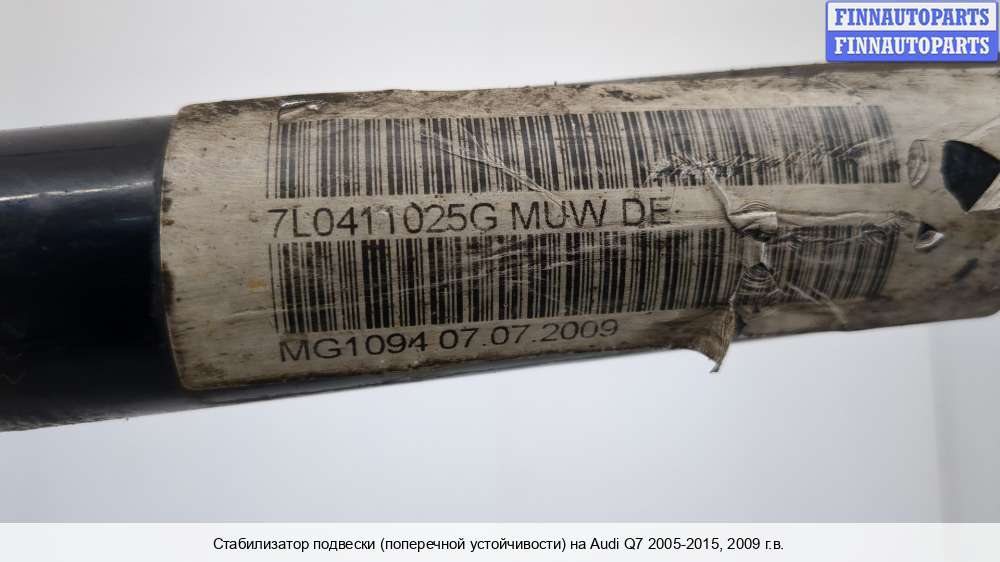 FINNAUTOPARTS
FINNAUTOPARTS
7L0411025G MUW DE
MG1094 07.07.2009
Стабилизатор подвески (поперечной устойчивости) на Audi Q7 2005-2015, 2009 г.в.